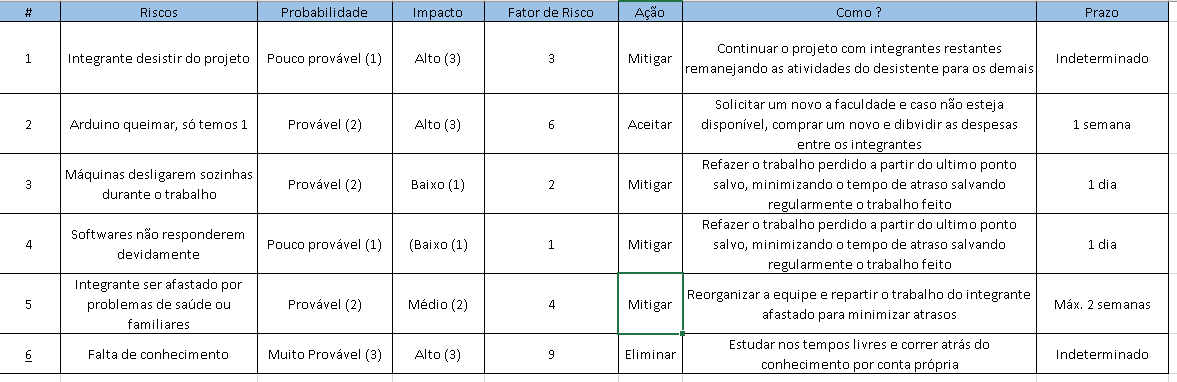 # Riscos Probabilidade Impacto Fator de Risco Ação Como ? Prazo
1 Integrante desistir do projeto Pouco provável (1) Alto (3) 3 Mitigar
Continuar o projeto com integrantes restantes
remanejando as atividades do desistente para os demais
Indeterminado
2 Arduino queimar, só temos 1 Provável (2) Alto (3) 6 Aceitar
Solicitar um novo a faculdade e caso não esteja
disponível, comprar um novo e dibvidir as despesas
entre os integrantes
1 semana
3
Máquinas desligarem sozinhas
durante o trabalho
Provável (2) Baixo (1) 2 Mitigar
Refazer o trabalho perdido a partir do ultimo ponto
salvo, minimizando o tempo de atraso salvando
regularmente o trabalho feito
1 dia
4
Softwares não responderem
devidamente
Pouco provável (1) (Baixo (1) 1 Mitigar
Refazer o trabalho perdido a partir do ultimo ponto
salvo, minimizando o tempo de atraso salvando
regularmente o trabalho feito
1 dia
5
Integrante ser afastado por
problemas de saúde ou
familiares
Provável (2) Médio (2) 4 Mitigar
Reorganizar a equipe e repartir o trabalho do integrante
afastado para minimizar atrasos
Máx. 2 semanas
6 Falta de conhecimento Muito Provável (3) Alto (3) 9 Eliminar
Estudar nos tempos livres e correr atrás do
conhecimento por conta própria
Indeterminado